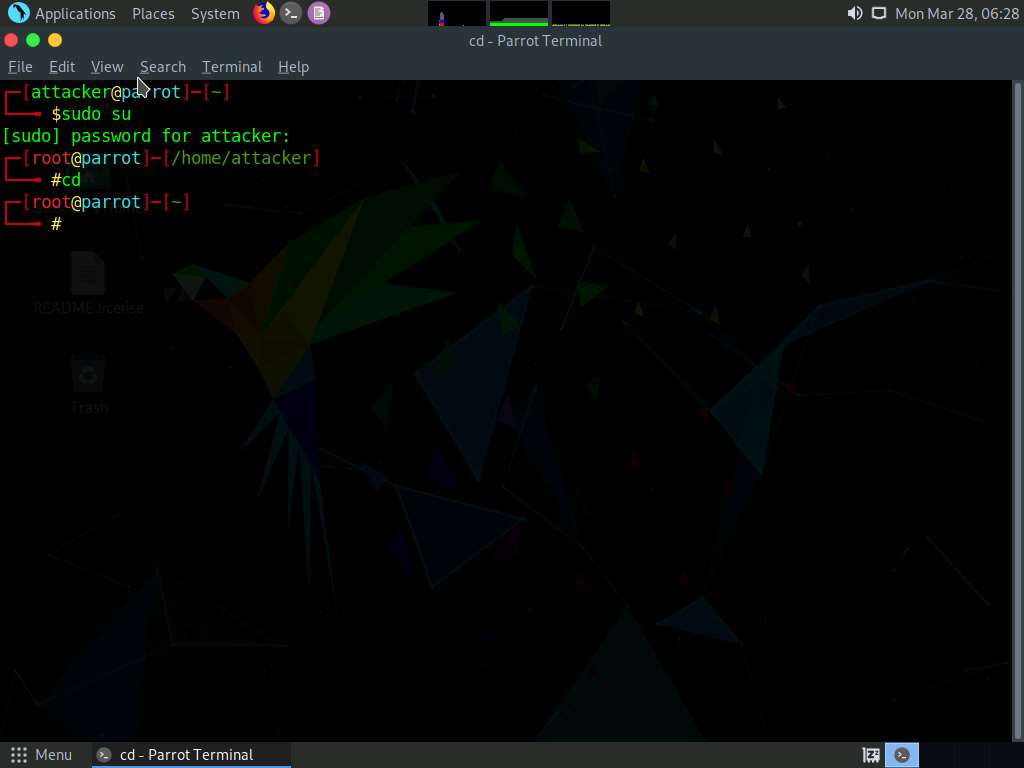 Applications Places System Mon Mar 28, 06:28
cd - Parrot Terminal
File Edit View Search Terminal Help
┌─[attacker@parrot]─[~]
└──╼ $sudo su
[sudo] password for attacker:
┌─[root@parrot]─[/home/attacker]
└──╼ #cd
┌─[root@parrot]─[~]
└──╼ #
README.license
Trash
Menu cd - Parrot Terminal